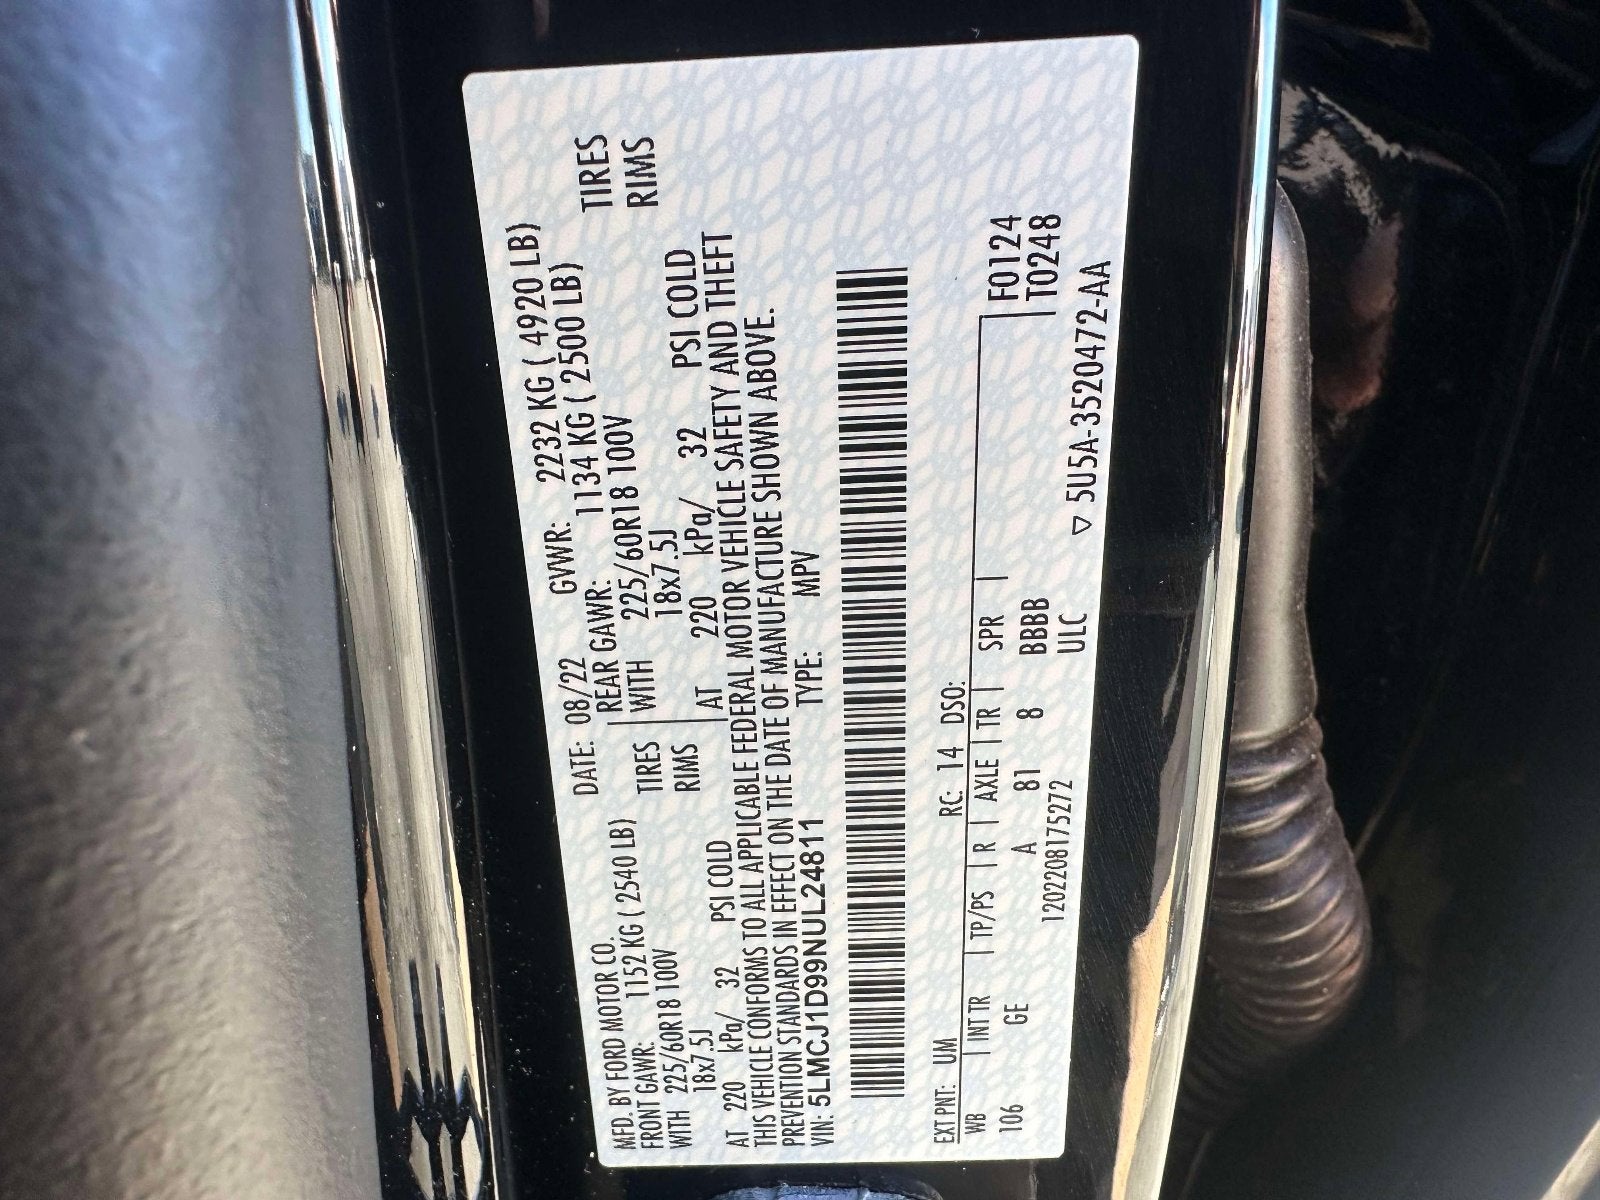 MFD. BY FORD MOTOR CO. DATE: 08/22 GVWR: 2232 KG ( 4920 LB)
FRONT GAWR: 1152 KG ( 2540 LB) REAR GAWR: 1134 KG ( 2500 LB)
WITH 225/60R18 100V TIRES WITH 225/60R18 100V TIRES
18x7.5J RIMS 18x7.5J RIMS
AT 220 kPa/ 32 PSI COLD AT 220 kPa/ 32 PSI COLD
THIS VEHICLE CONFORMS TO ALL APPLICABLE FEDERAL MOTOR VEHICLE SAFETY AND THEFT
PREVENTION STANDARDS IN EFFECT ON THE DATE OF MANUFACTURE SHOWN ABOVE.
VIN: 5LMCJ1D99NUL24811 TYPE: MPV
EXT PNT: UM RC: 14 DSO:
WB INT TR TP/PS R AXLE TR SPR F0124
106 GE A 81 8 BBBB T0248
ULC
120220817527​2 ▽ 5U5A-3520472-AA